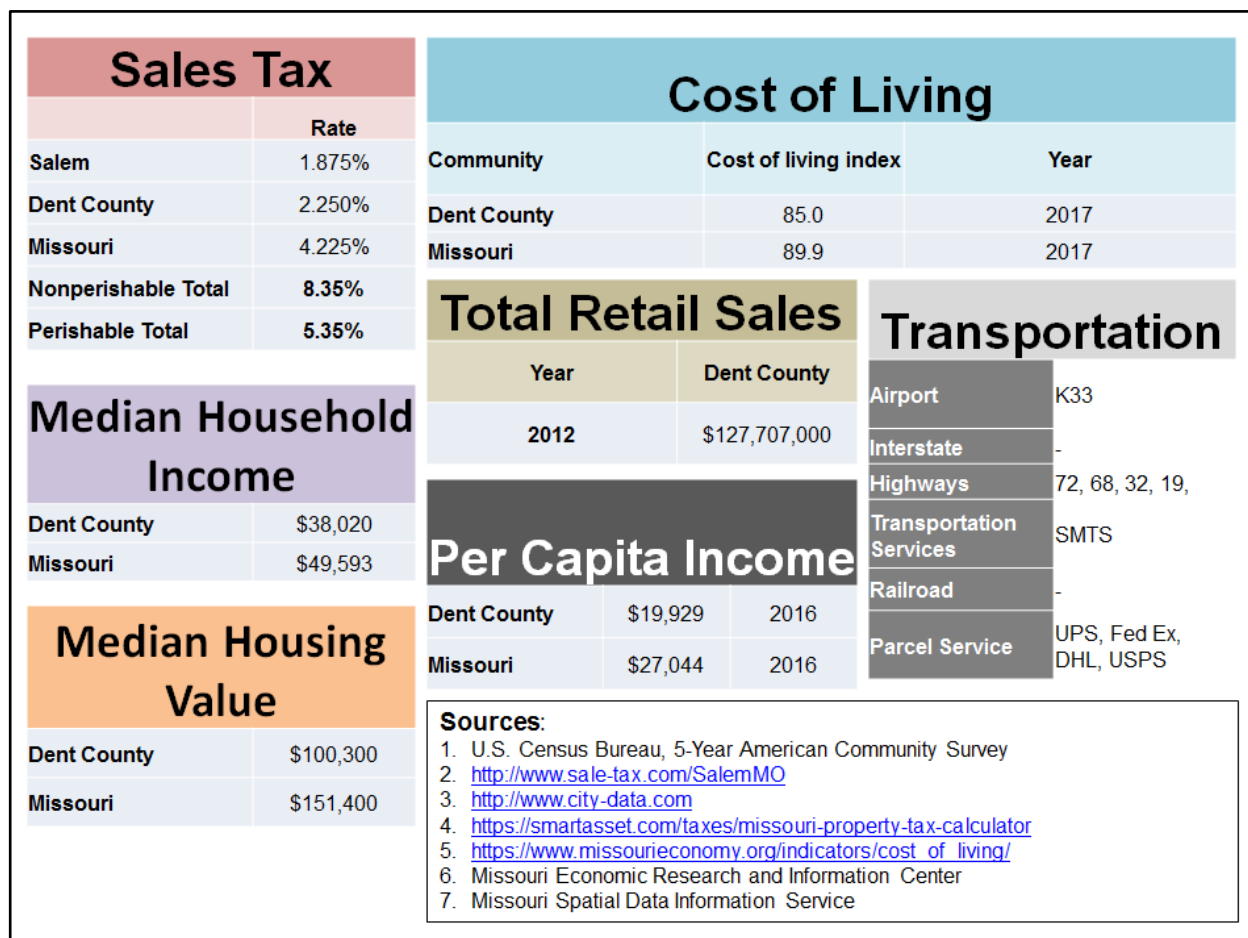 Sales Tax
Rate
Salem 1.875%
Dent County 2.250%
Missouri 4.225%
Nonperishable Total 8.35%
Perishable Total 5.35%
Cost of Living
Community Cost of living index Year
Dent County 85.0 2017
Missouri 89.9 2017
Median Household
Income
Dent County $38,020
Missouri $49,593
Total Retail Sales
Year Dent County
2012 $127,707,000
Transportation
Airport K33
Interstate -
Highways 72, 68, 32, 19,
Transportation
Services SMTS
Railroad -
Parcel Service UPS, Fed Ex,
DHL, USPS
Per Capita Income
Dent County $19,929 2016
Missouri $27,044 2016
Median Housing
Value
Dent County $100,300
Missouri $151,400
Sources:
1. U.S. Census Bureau, 5-Year American Community Survey
2. http://www.sale-tax.com/SalemMO
3. http://www.city-data.com
4. https://smartasset.com/taxes/missouri-property-tax-calculator
5. https://www.missourieconomy.org/indicators/cost_of_living/
6. Missouri Economic Research and Information Center
7. Missouri Spatial Data Information Service